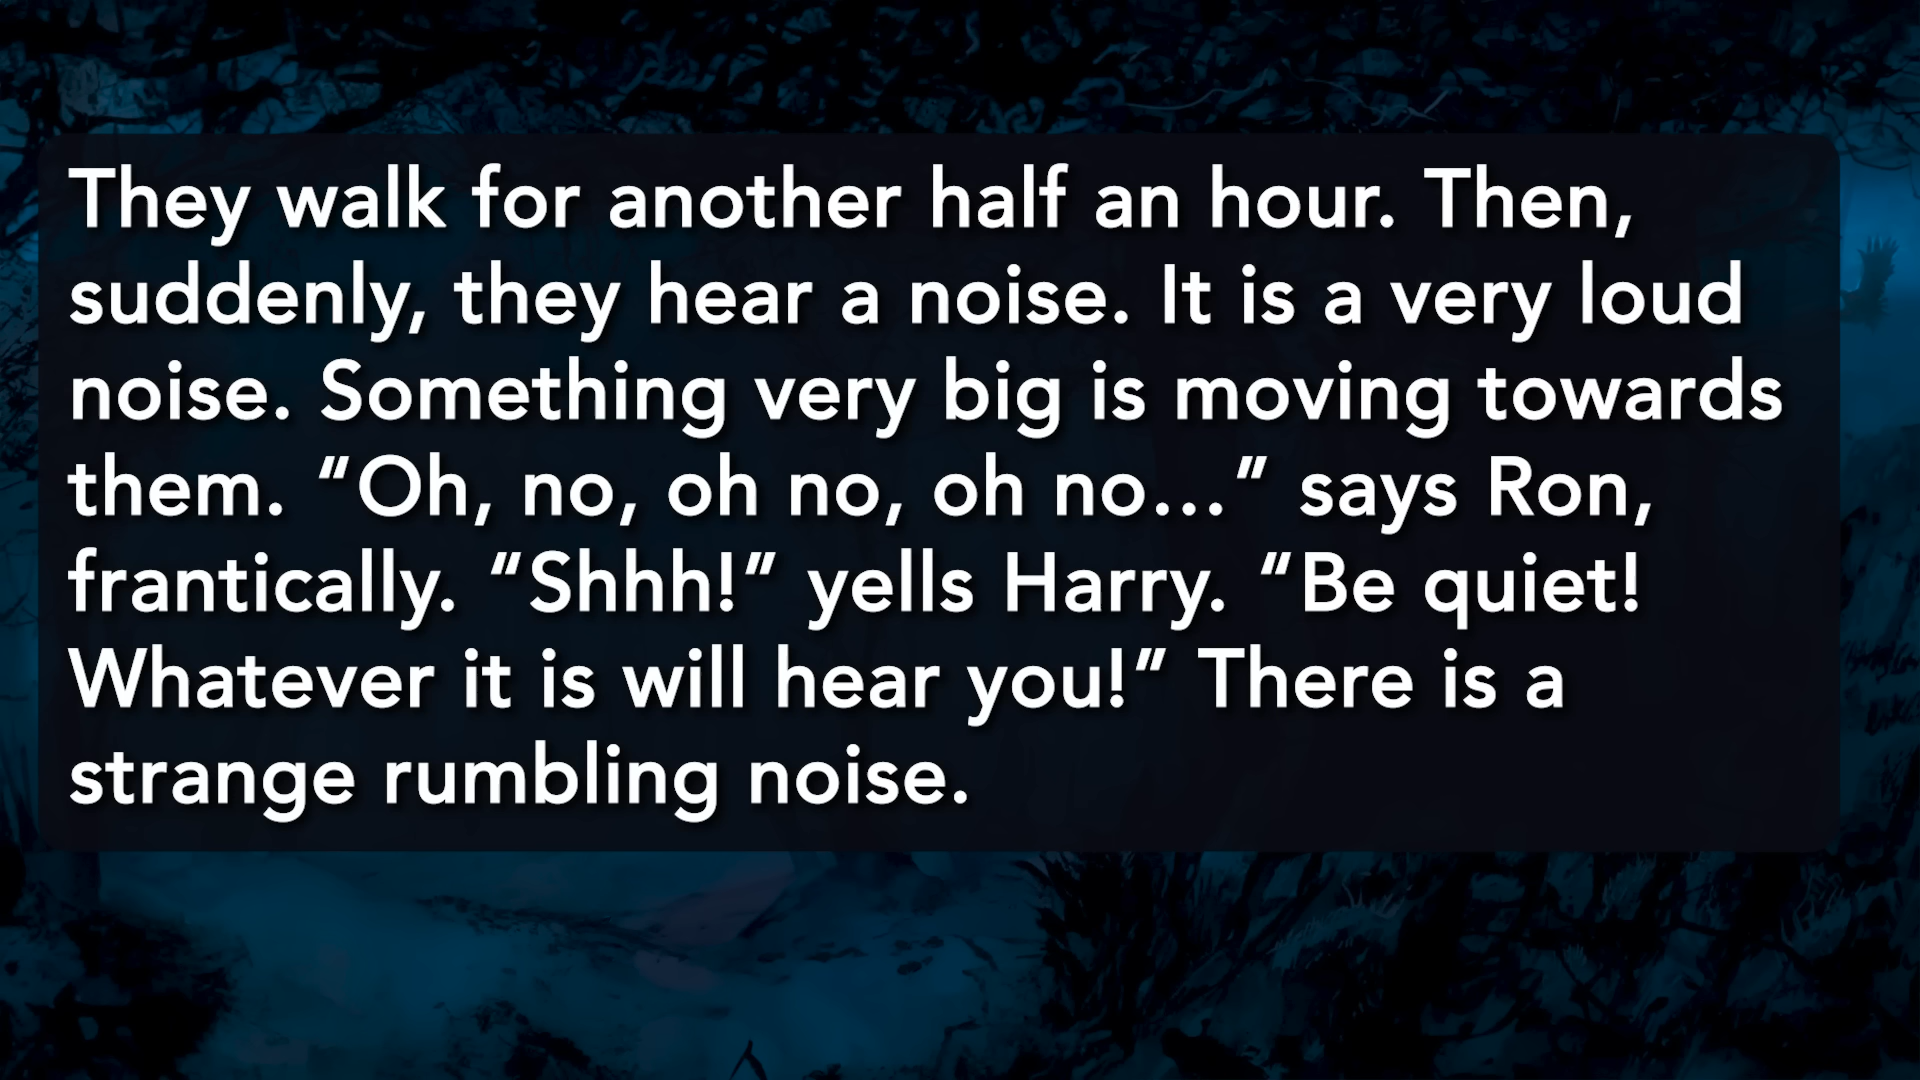 They walk for another half an hour. Then,
suddenly, they hear a noise. It is a very loud
noise. Something very big is moving towards
them. “Oh, no, oh no, oh no…” says Ron,
frantically. “Shhh!” yells Harry. “Be quiet!
Whatever it is will hear you!” There is a
strange rumbling noise.